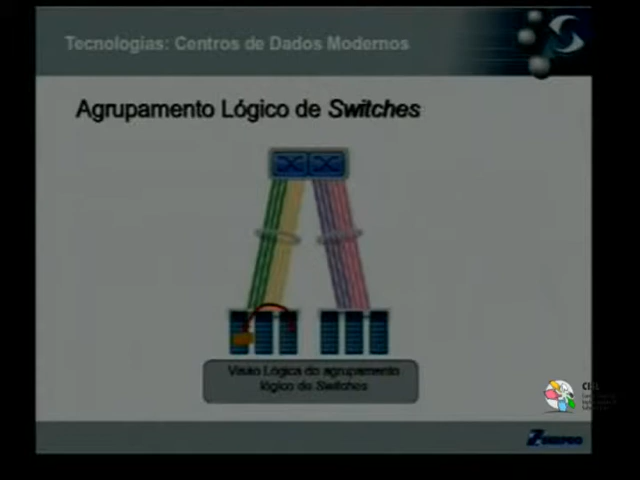 Tecnologias: Centros de Dados Modernos
Agrupamento Lógico de Switches
Visão Lógica do agrupamento
lógico de Switches